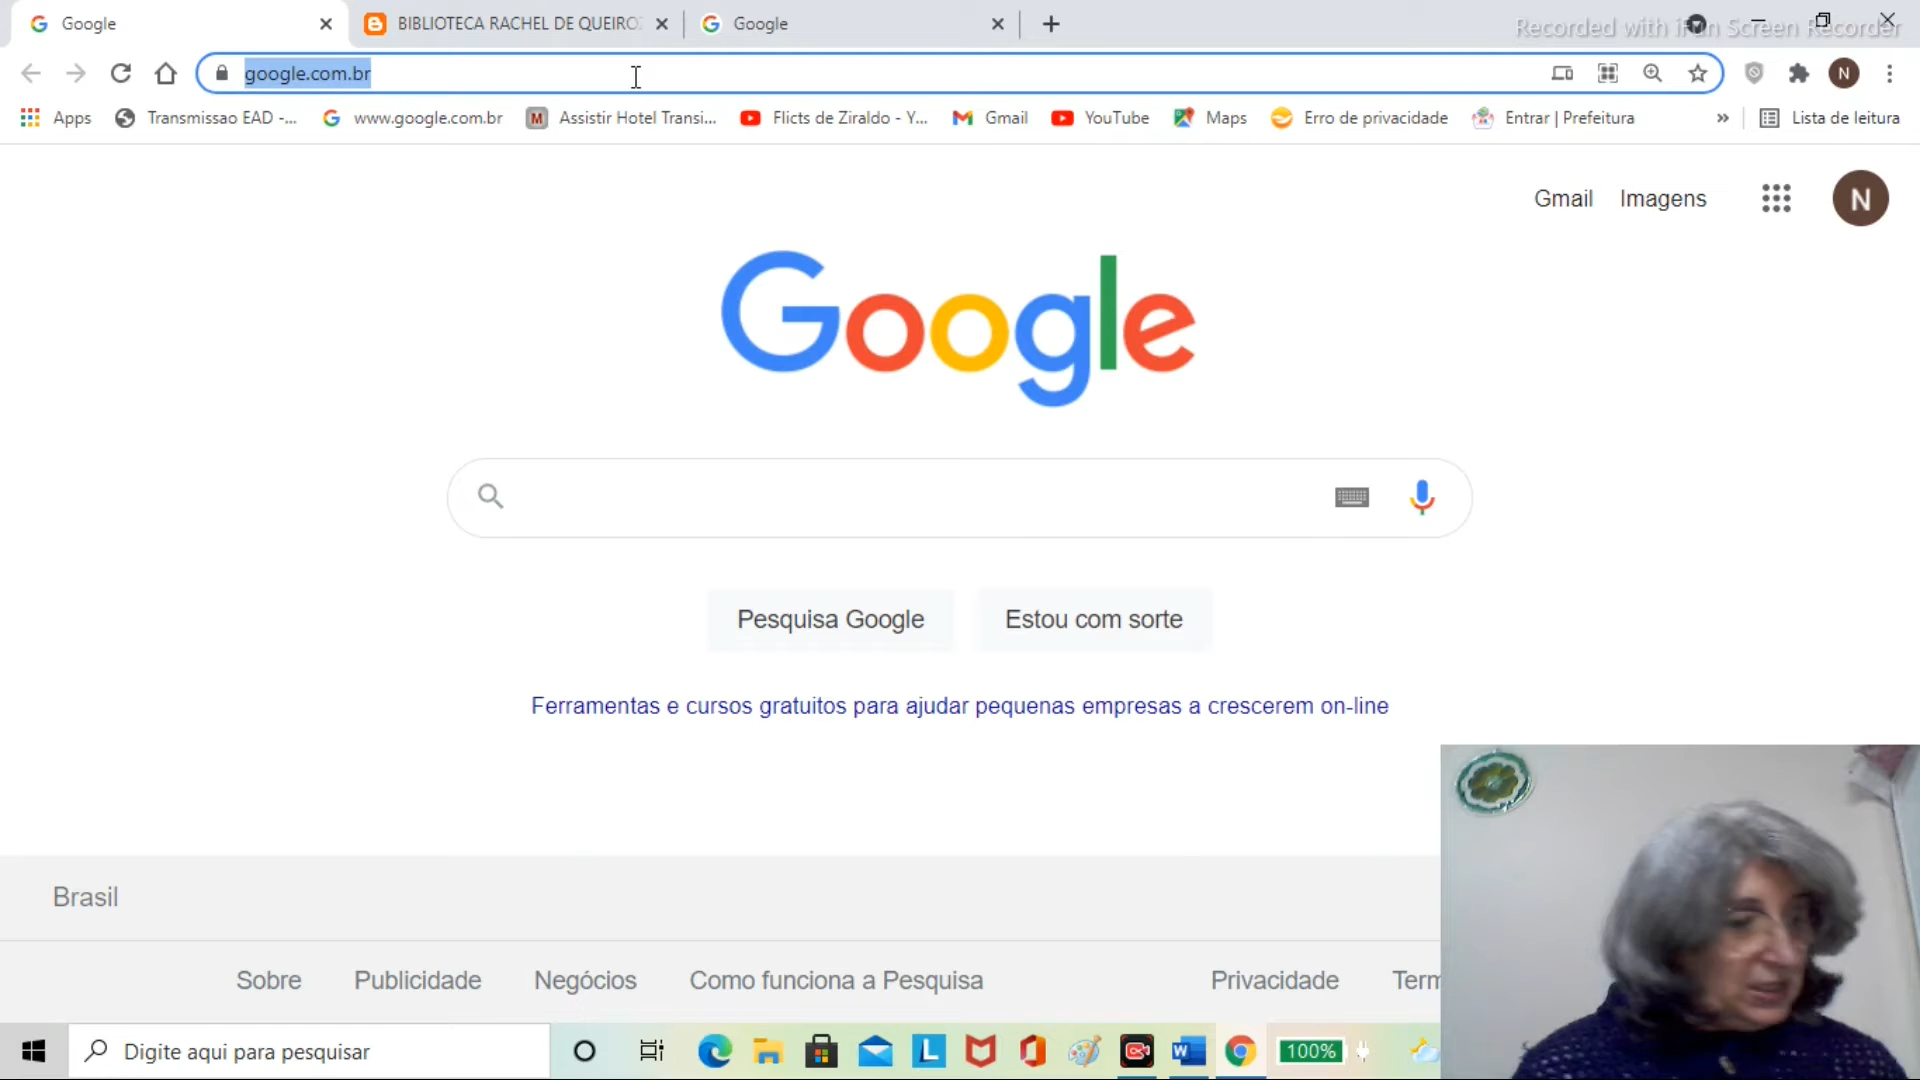 Google
BIBLIOTECA RACHEL DE QUEIRO
Google
Recorded with iFun Screen Recorder
google.com.br
N
Apps
Transmissao EAD -...
www.google.com.br
M
Assistir Hotel Transi...
Flicts de Ziraldo - Y...
Gmail
YouTube
Maps
Erro de privacidade
Entrar | Prefeitura
»
Lista de leitura
Gmail
Imagens
N
Google
Pesquisa Google
Estou com sorte
Ferramentas e cursos gratuitos para ajudar pequenas empresas a crescerem on-line
Brasil
Sobre
Publicidade
Negócios
Como funciona a Pesquisa
Privacidade
Term
Digite aqui para pesquisar
L
W
100%